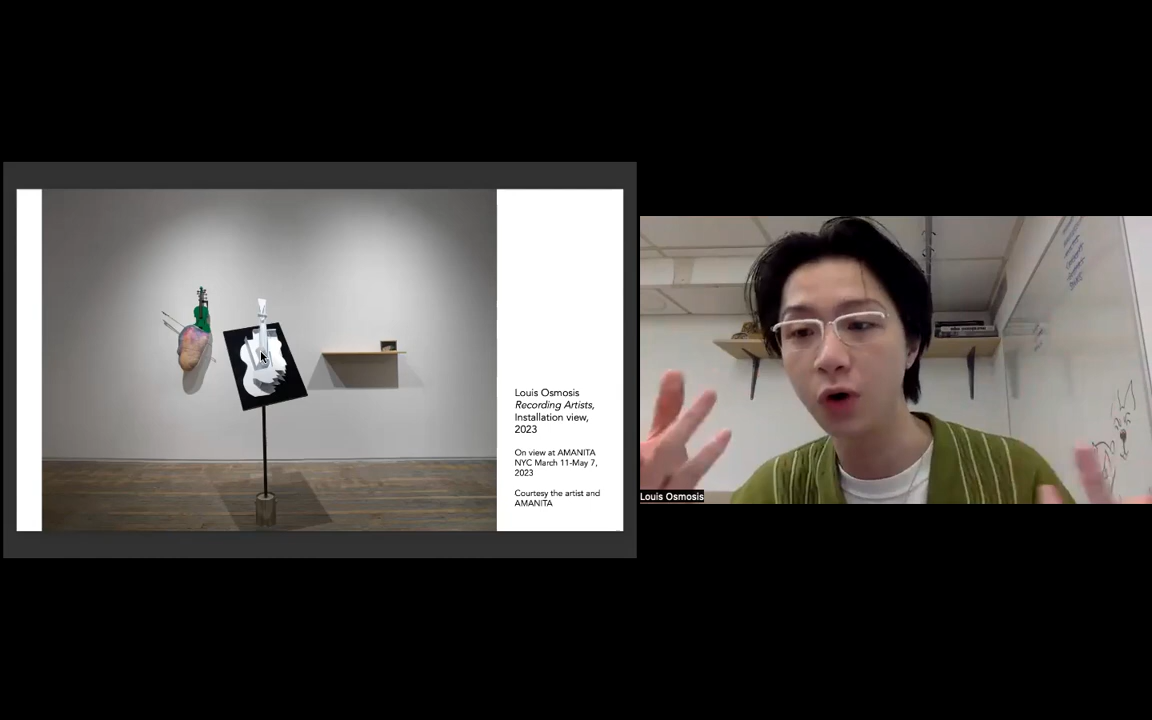 Louis Osmosis
Recording Artists,
Installation view,
2023
On view at AMANITA
NYC March 11-May 7,
2023
Courtesy the artist and
AMANITA
Louis Osmosis